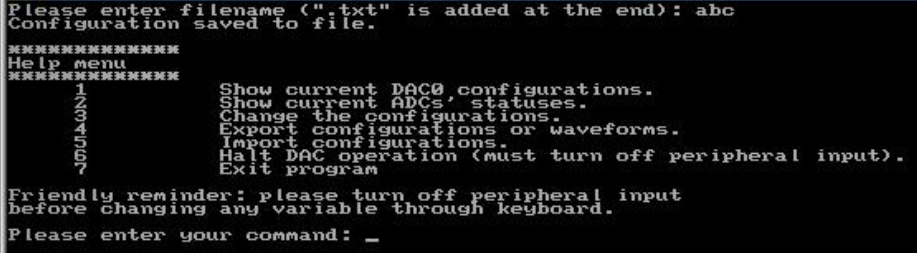 Please enter filename (".txt" is added at the end): abc
Configuration saved to file.
*************
Help menu
*************
1 Show current DAC0 configurations.
2 Show current ADCs' statuses.
3 Change the configurations.
4 Export configurations or waveforms.
5 Import configurations.
6 Halt DAC operation (must turn off peripheral input).
7 Exit program
Friendly reminder: please turn off peripheral input
before changing any variable through keyboard.
Please enter your command: _